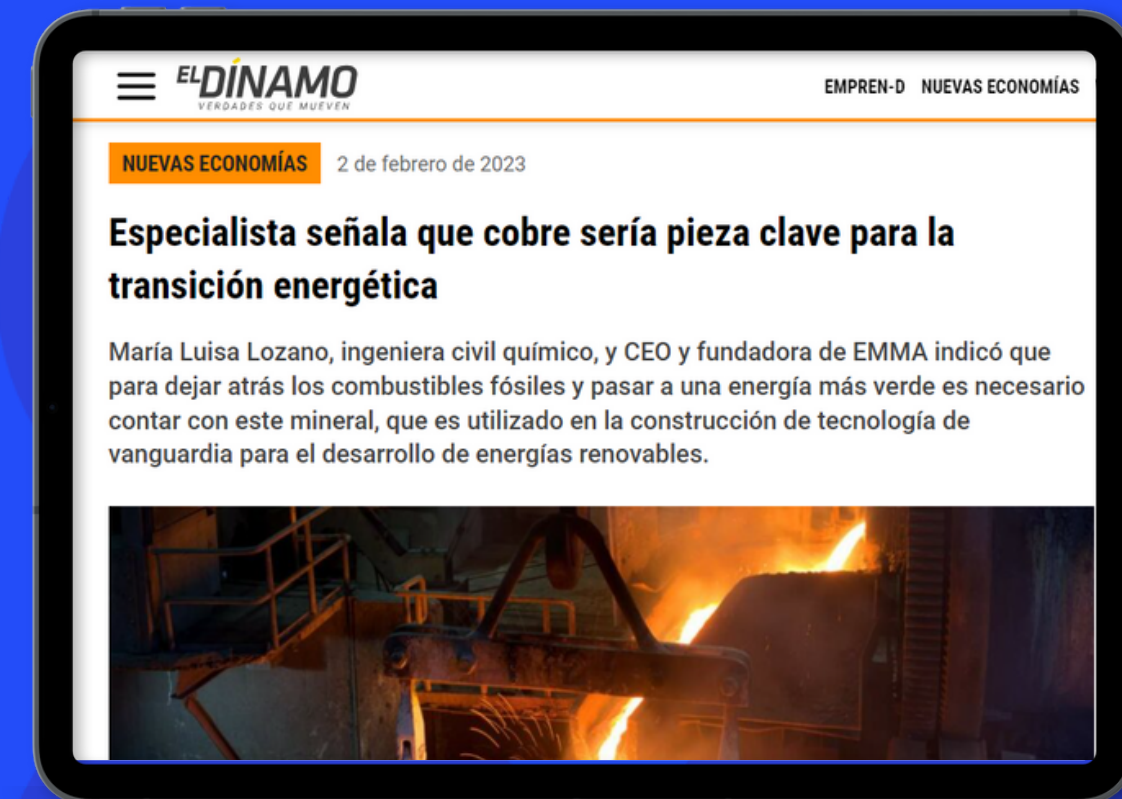 ELDÍNAMO
VERDADES QUE MUEVEN
EMPREN-D NUEVAS ECONOMÍAS
NUEVAS ECONOMÍAS 2 de febrero de 2023
Especialista señala que cobre sería pieza clave para la
transición energética
María Luisa Lozano, ingeniera civil químico, y CEO y fundadora de EMMA indicó que
para dejar atrás los combustibles fósiles y pasar a una energía más verde es necesario
contar con este mineral, que es utilizado en la construcción de tecnología de
vanguardia para el desarrollo de energías renovables.